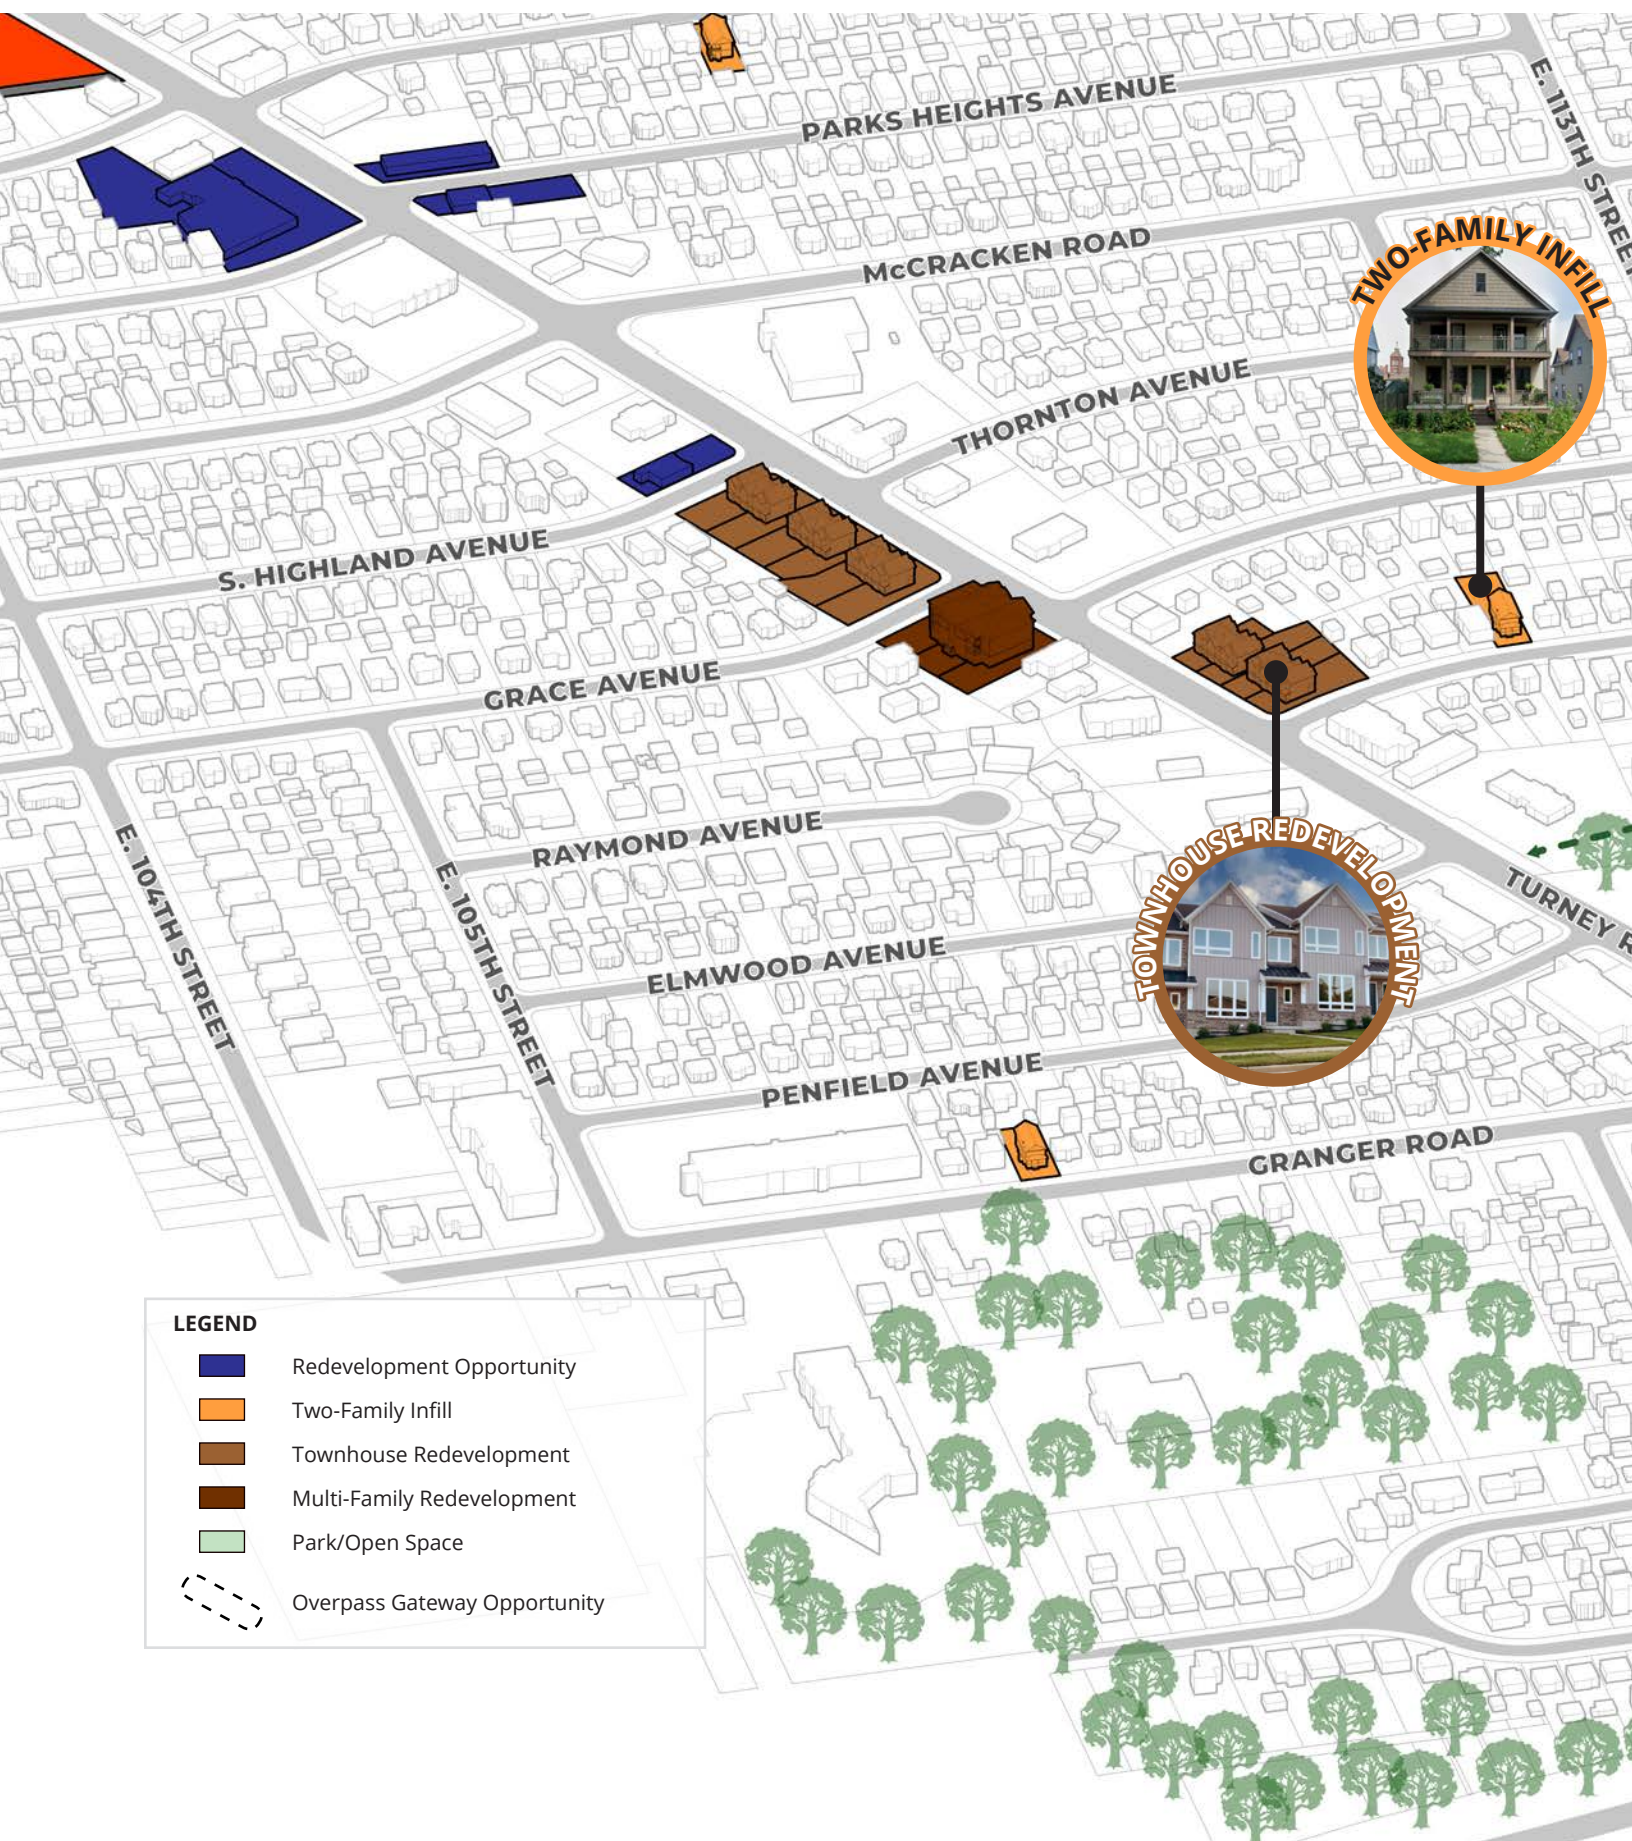 PARKS HEIGHTS AVENUE
E. 113TH STREET
McCRACKEN ROAD
TWO-FAMILY INFILL
THORNTON AVENUE
S. HIGHLAND AVENUE
GRACE AVENUE
RAYMOND AVENUE
E. 104TH STREET
E. 105TH STREET
TOWNHOUSE REDEVELOPMENT
TURNEY R
ELMWOOD AVENUE
PENFIELD AVENUE
GRANGER ROAD
LEGEND
Redevelopment Opportunity
Two-Family Infill
Townhouse Redevelopment
Multi-Family Redevelopment
Park/Open Space
Overpass Gateway Opportunity